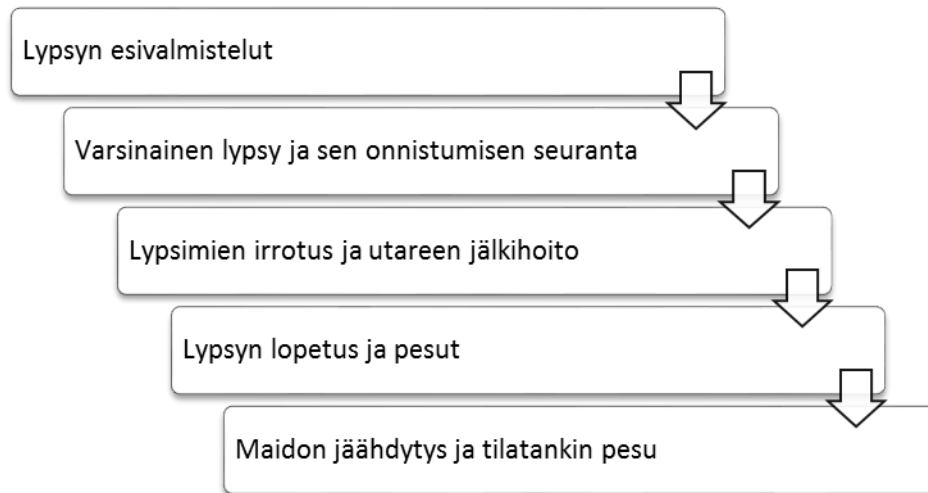 Lypsyn esivalmistelut
Varsinainen lypsy ja sen onnistumisen seuranta
Lypsimien irrotus ja utareen jälkihoito
Lypsyn lopetus ja pesut
Maidon jäähdytys ja tilatankin pesu